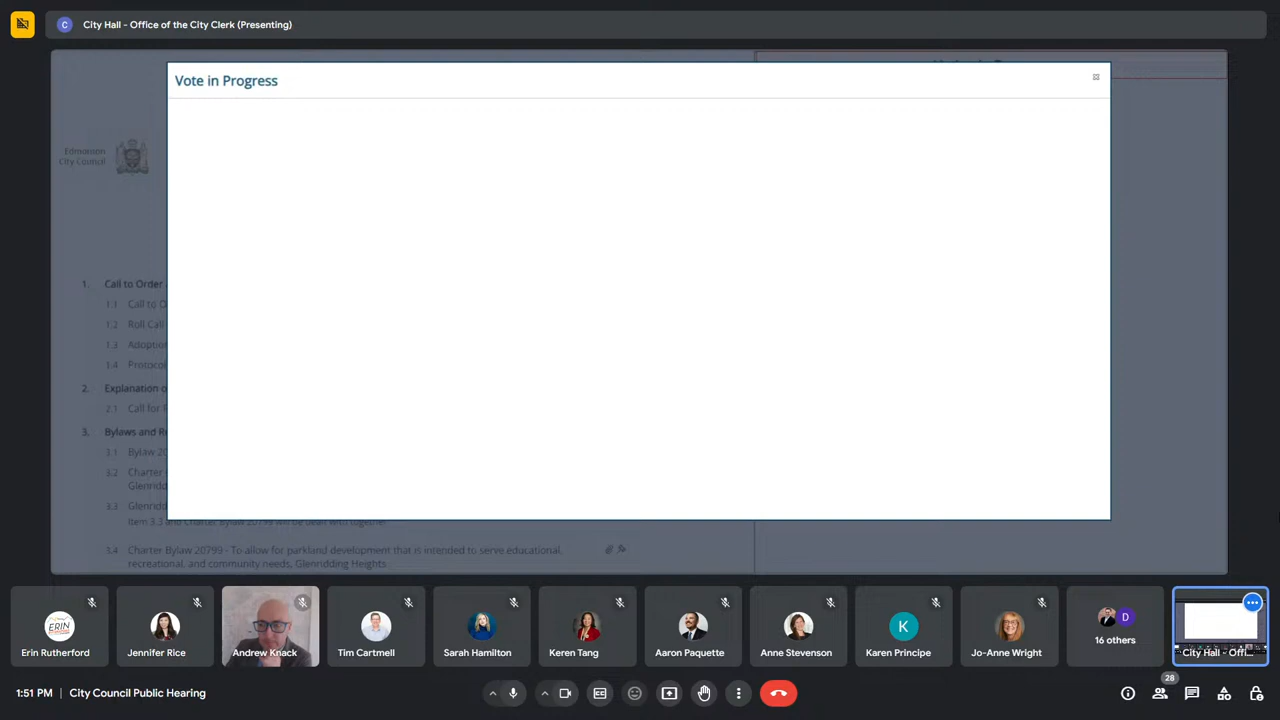 City Hall - Office of the City Clerk (Presenting)
Vote in Progress
Edmonton
City Council
1. Call to Order
1.1 Call to O
1.2 Roll Call
1.3 Adoption
1.4 Protocol
2. Explanation o
2.1 Call for P
3. Bylaws and Re
3.1 Bylaw 20
3.2 Charter
Glenridd
3.3 Glenridd
Item 3.3 and Charter Bylaw 20799 will be dealt with together
3.4 Charter Bylaw 20799 - To allow for parkland development that is intended to serve educational,
recreational, and community needs, Glenridding Heights
ERIN
Erin Rutherford
Jennifer Rice
Andrew Knack
Tim Cartmell
Sarah Hamilton
Keren Tang
Aaron Paquette
Anne Stevenson
K
Karen Principe
Jo-Anne Wright
D
16 others
City Hall - Offi...
1:51 PM | City Council Public Hearing
28